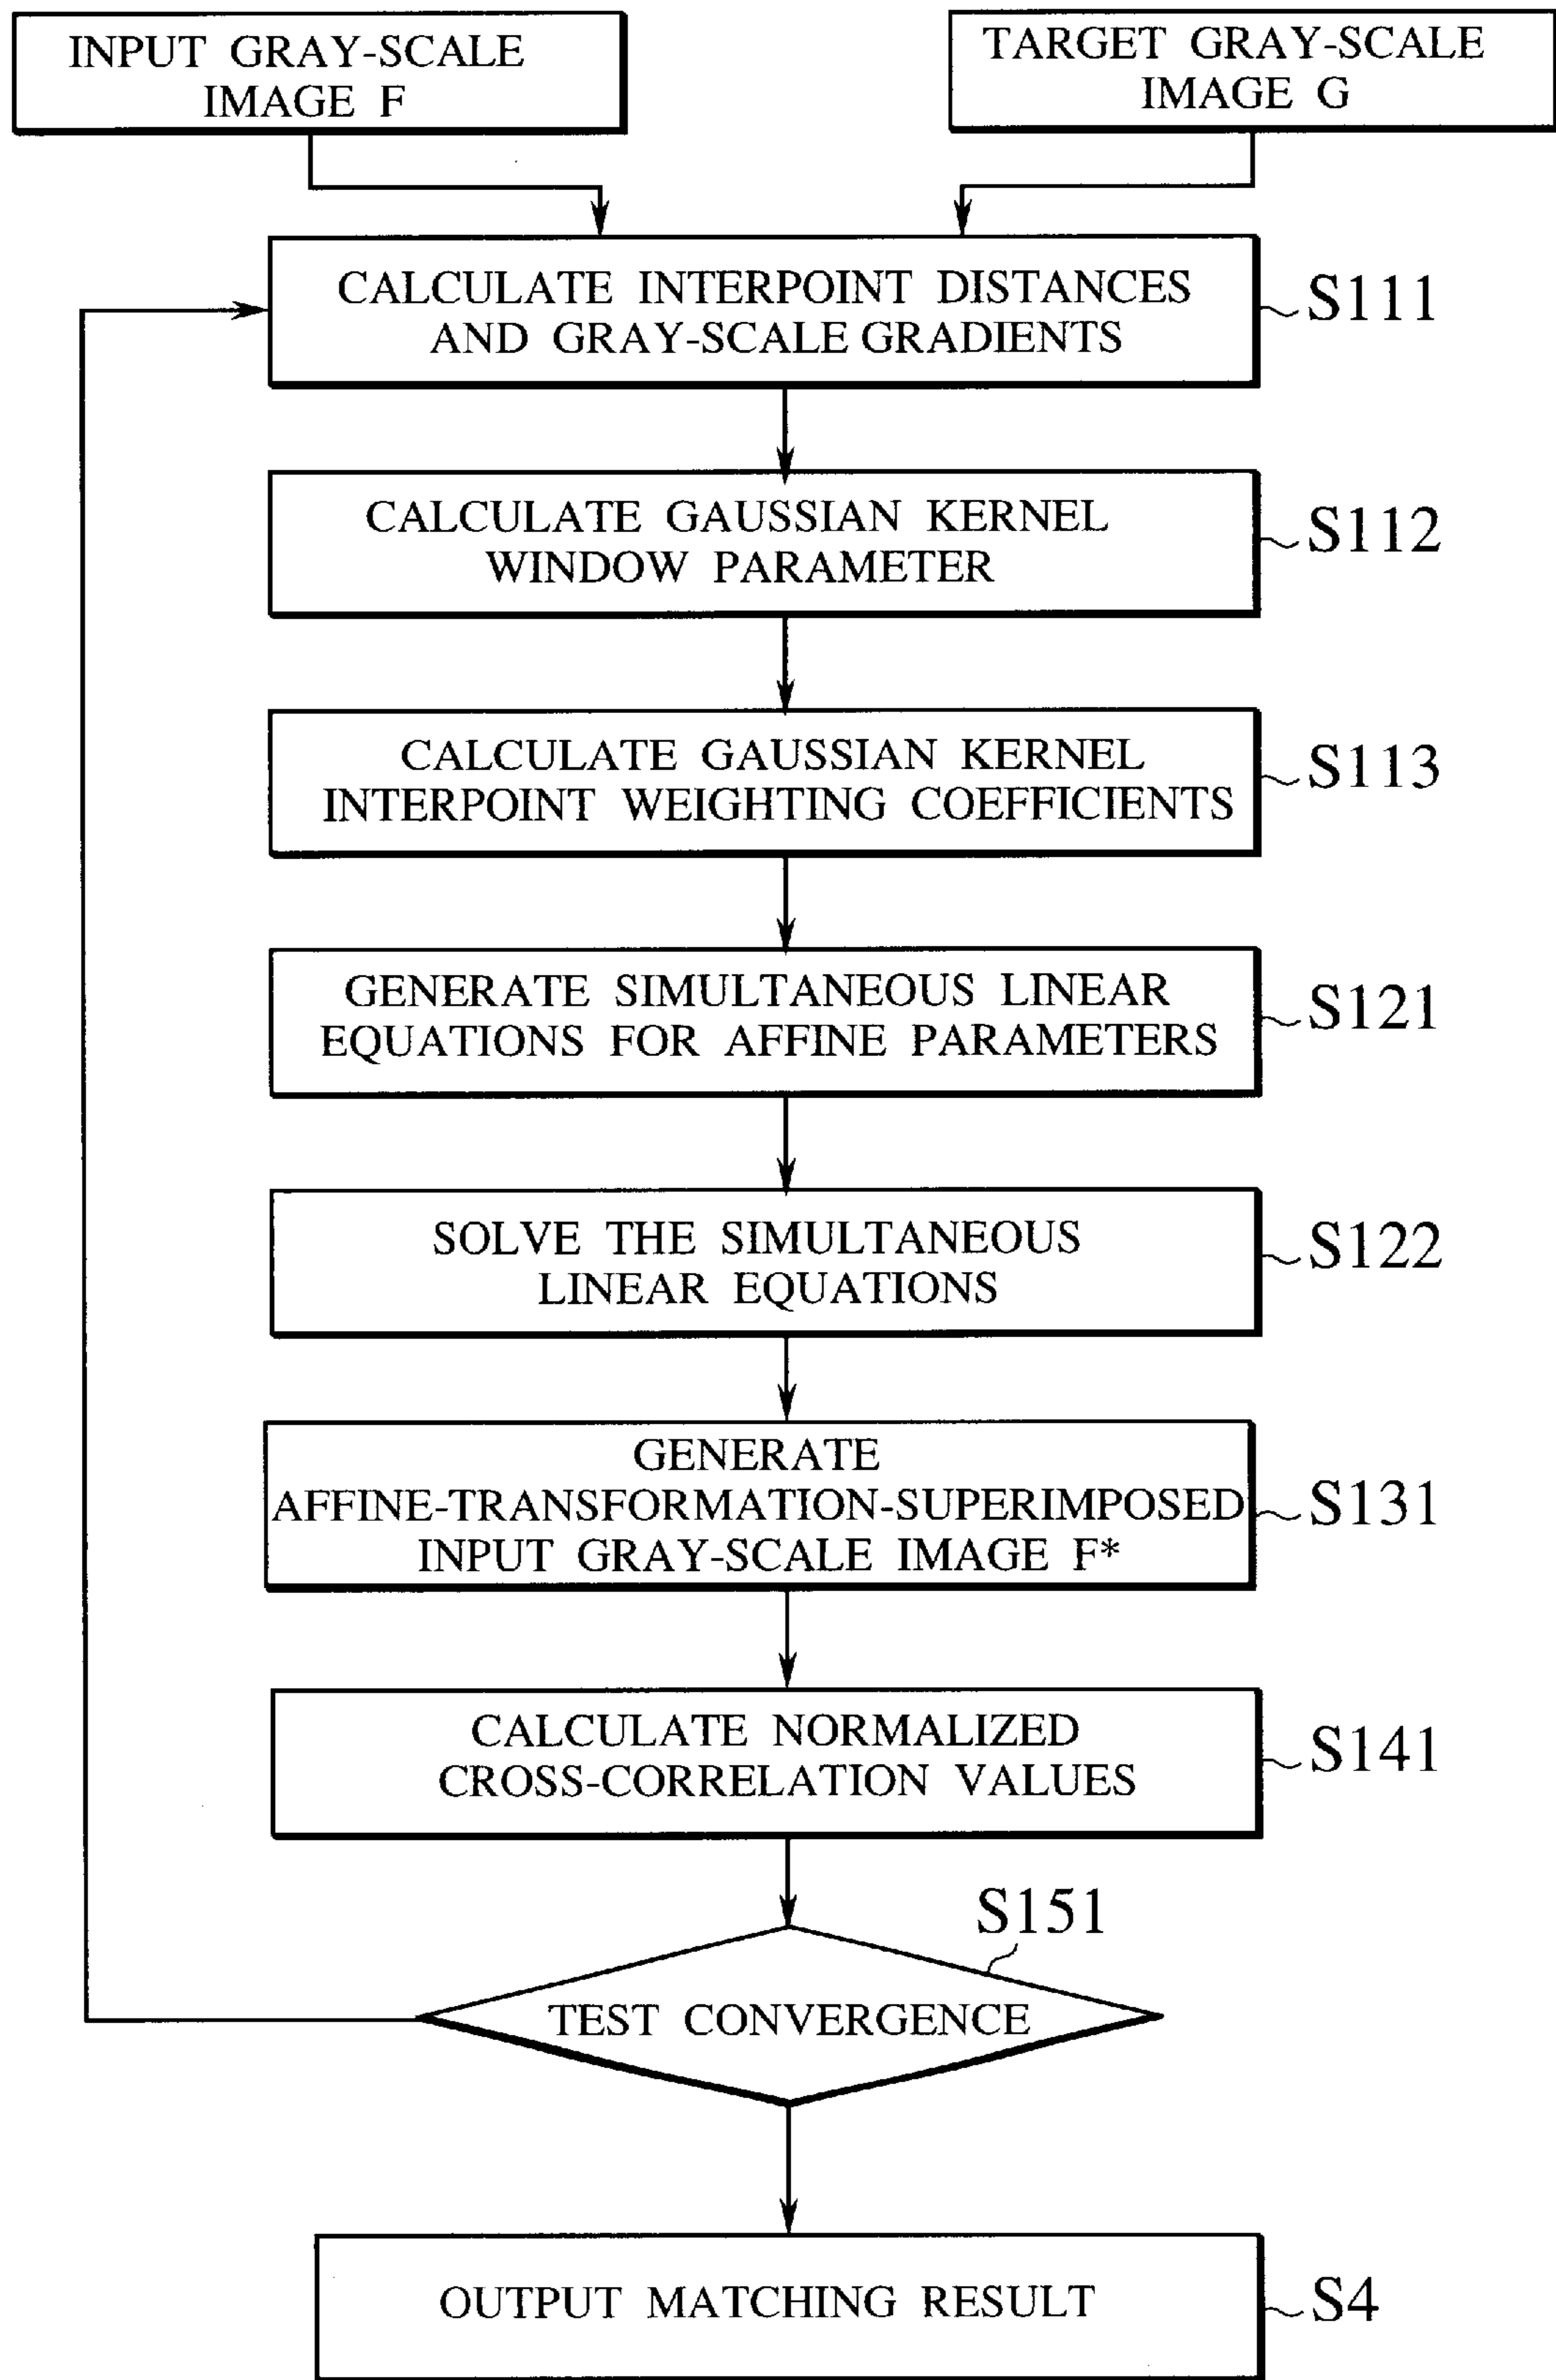 INPUT GRAY-SCALE
IMAGE F
TARGET GRAY-SCALE
IMAGE G
CALCULATE INTERPOINT DISTANCES
AND GRAY-SCALE GRADIENTS
S111
CALCULATE GAUSSIAN KERNEL
WINDOW PARAMETER
S112
CALCULATE GAUSSIAN KERNEL
INTERPOINT WEIGHTING COEFFICIENTS
S113
GENERATE SIMULTANEOUS LINEAR
EQUATIONS FOR AFFINE PARAMETERS
S121
SOLVE THE SIMULTANEOUS
LINEAR EQUATIONS
S122
GENERATE
AFFINE-TRANSFORMATION-SUPERIMPOSED
INPUT GRAY-SCALE IMAGE F*
S131
CALCULATE NORMALIZED
CROSS-CORRELATION VALUES
S141
S151
TEST CONVERGENCE
OUTPUT MATCHING RESULT
S4